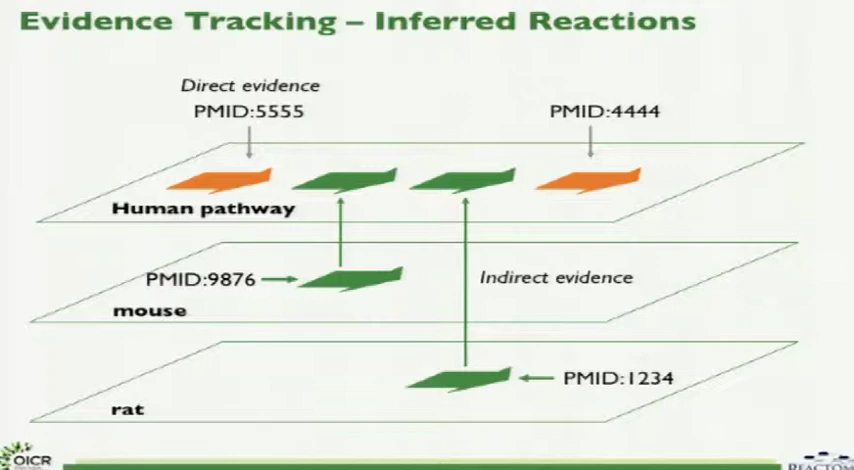 Evidence Tracking – Inferred Reactions
Direct evidence
PMID:5555
PMID:4444
Human pathway
PMID:9876
Indirect evidence
mouse
PMID:1234
rat
OICR